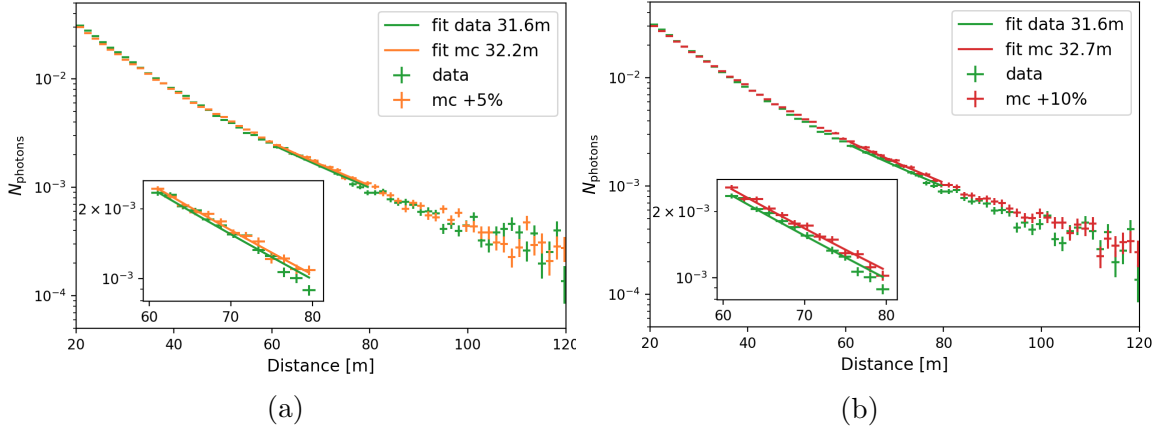 fit data 31.6m
fit mc 32.2m
data
mc +5%
N_photons
10^{-2}
10^{-3}
10^{-4}
2 × 10^{-3}
10^{-3}
60 70 80
20 40 60 80 100 120
Distance [m]
(a)
fit data 31.6m
fit mc 32.7m
data
mc +10%
N_photons
10^{-2}
10^{-3}
10^{-4}
2 × 10^{-3}
10^{-3}
60 70 80
20 40 60 80 100 120
Distance [m]
(b)